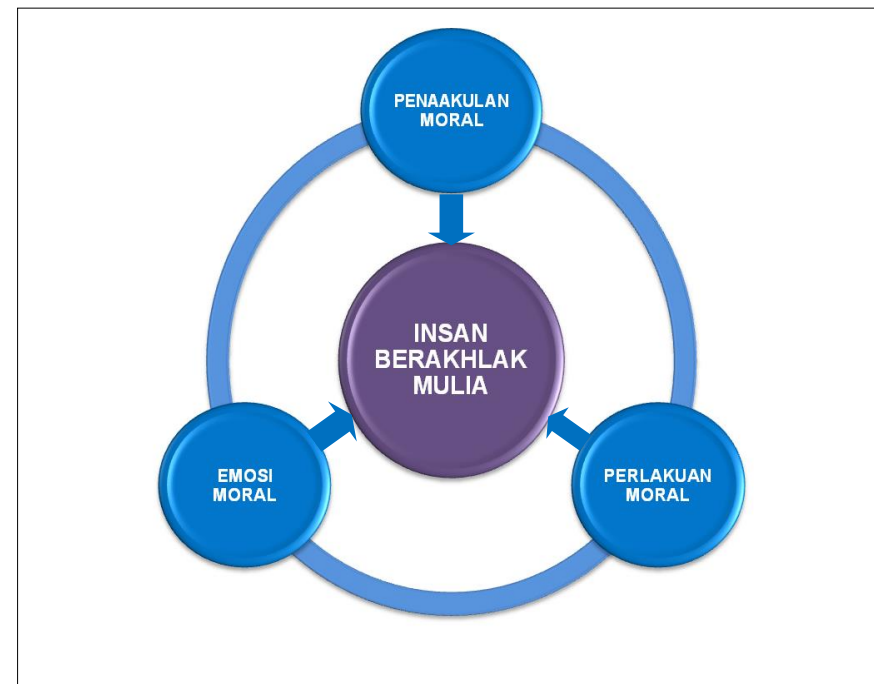 PENAAKULAN
MORAL
INSAN
BERAKHLAK
MULIA
EMOSI
MORAL
PERLAKUAN
MORAL